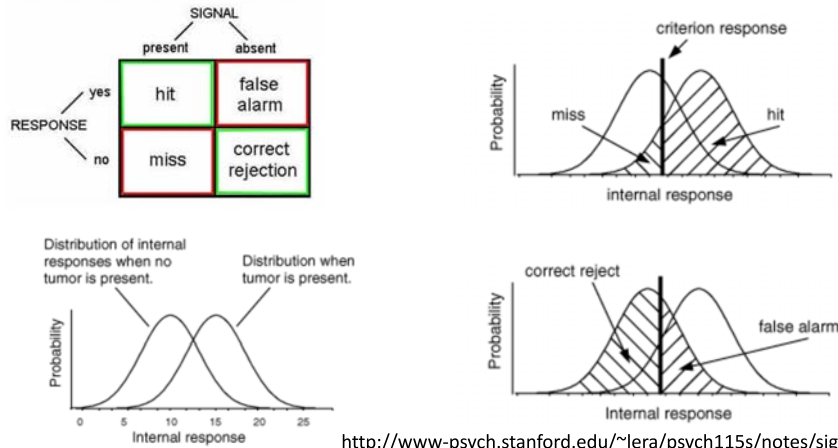 SIGNAL
present absent
yes
hit
false
alarm
RESPONSE
no
miss
correct
rejection
criterion response
Probability
miss
hit
internal response
Distribution of internal
responses when no
tumor is present.
Distribution when
tumor is present.
Probability
0 5 10 15 20 25
Internal response
correct reject
Probability
false alarm
Internal response
http://www-psych.stanford.edu/~lera/psych115s/notes/sig